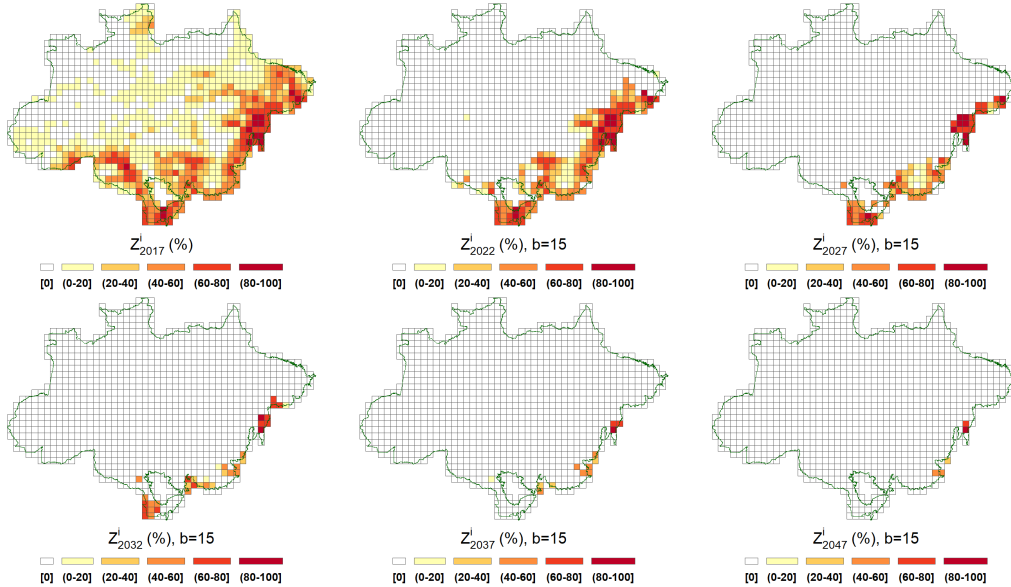 Z^i_2017 (%)
[0] (0-20] (20-40] (40-60] (60-80] (80-100]
Z^i_2022 (%), b=15
[0] (0-20] (20-40] (40-60] (60-80] (80-100]
Z^i_2027 (%), b=15
[0] (0-20] (20-40] (40-60] (60-80] (80-100]
Z^i_2032 (%), b=15
[0] (0-20] (20-40] (40-60] (60-80] (80-100]
Z^i_2037 (%), b=15
[0] (0-20] (20-40] (40-60] (60-80] (80-100]
Z^i_2047 (%), b=15
[0] (0-20] (20-40] (40-60] (60-80] (80-100]